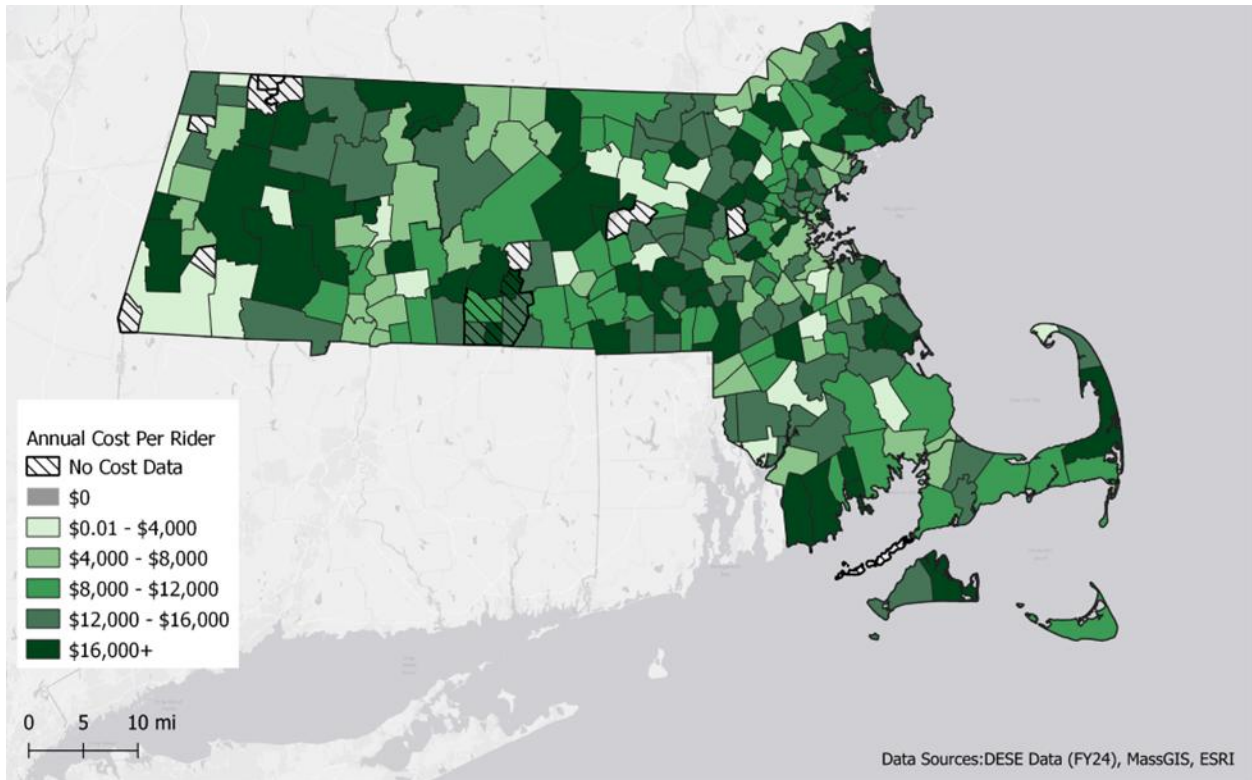 Annual Cost Per Rider
No Cost Data
$0
$0.01 - $4,000
$4,000 - $8,000
$8,000 - $12,000
$12,000 - $16,000
$16,000+
0 5 10 mi
Data Sources:DESE Data (FY24), MassGIS, ESRI